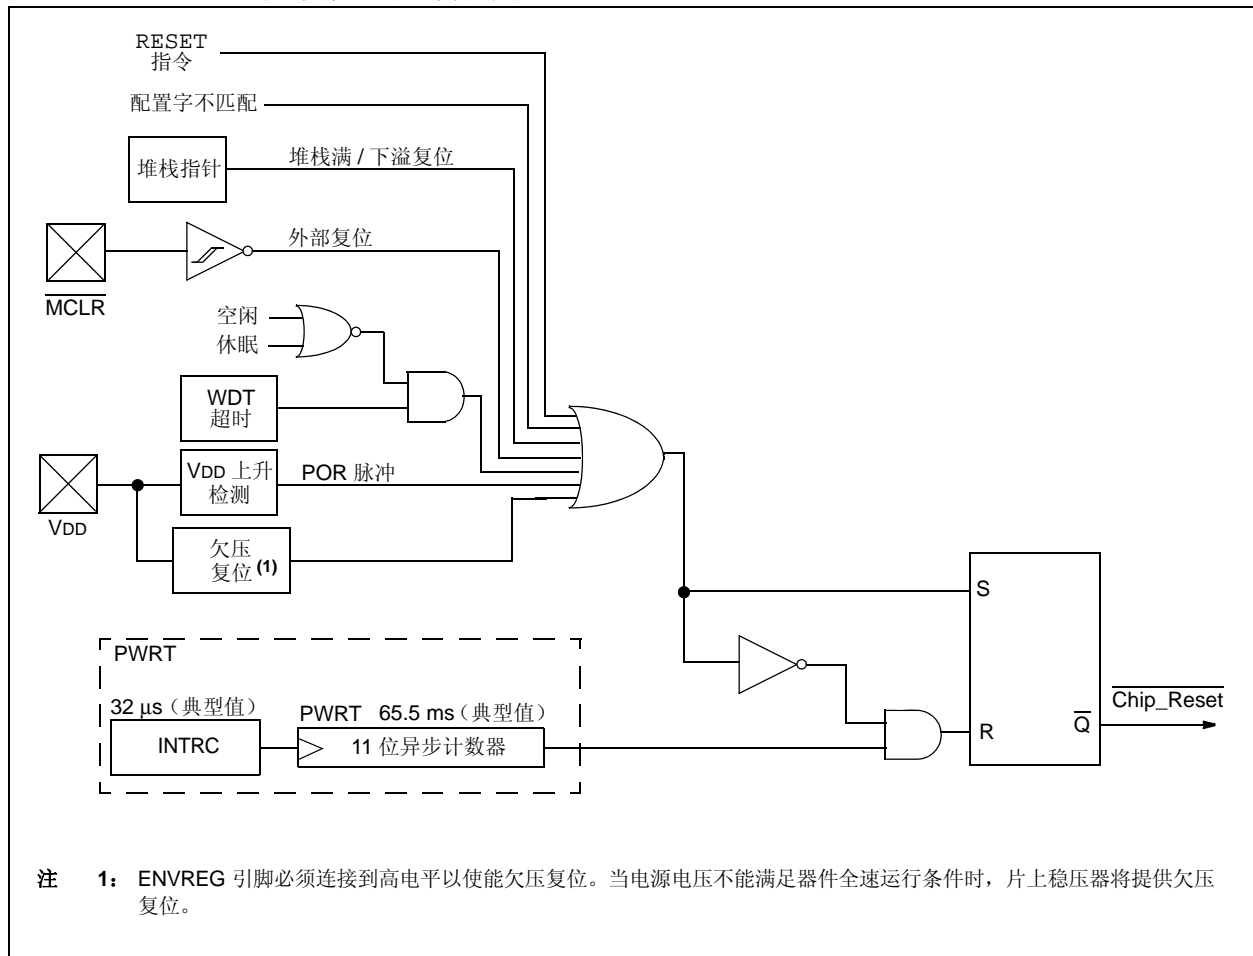 RESET
指令
配置字不匹配
堆栈指针
堆栈满 / 下溢复位
外部复位
MCLR
空闲
休眠
WDT
超时
VDD 上升
检测
POR 脉冲
VDD
欠压
复位(1)
S
PWRT
32 μs（典型值）
PWRT 65.5 ms（典型值）
INTRC
11 位异步计数器
R
Q
Chip_Reset
注 1： ENVREG 引脚必须连接到高电平以使能欠压复位。当电源电压不能满足器件全速运行条件时，片上稳压器将提供欠压
复位。